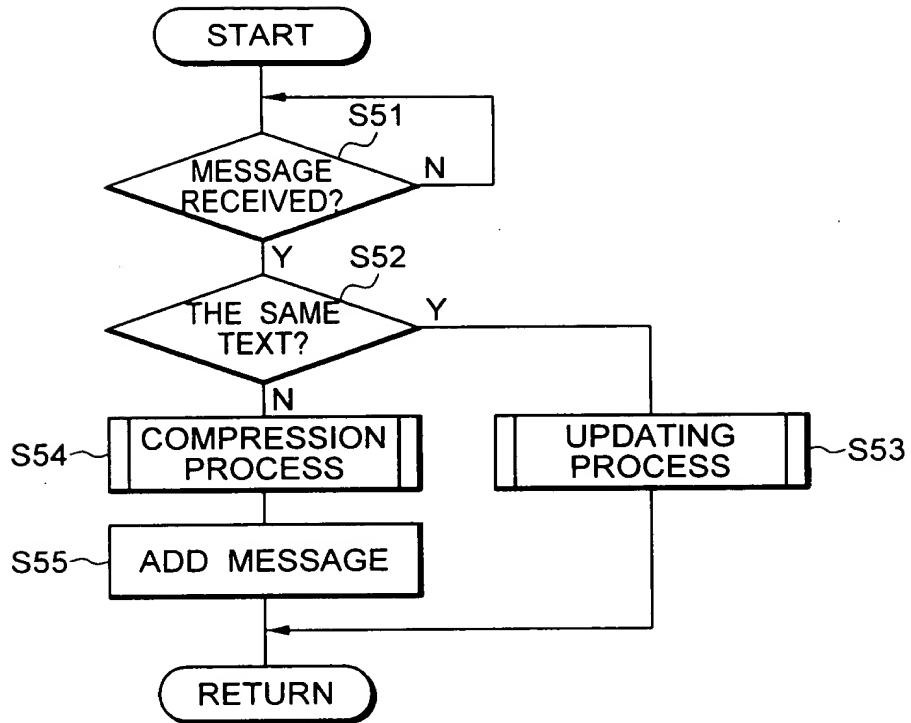 START
S51
MESSAGE
RECEIVED?
N
Y
S52
THE SAME
TEXT?
Y
N
S54
COMPRESSION
PROCESS
UPDATING
PROCESS
S53
S55
ADD MESSAGE
RETURN